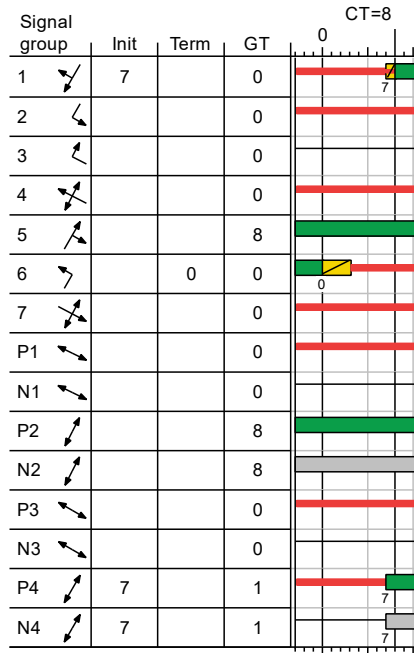 CT=8
Signal group Init Term GT 0
1 7 0 7
2 0
3 0
4 0
5 8
6 0 0 0
7 0
P1 0
N1 0
P2 8
N2 8
P3 0
N3 0
P4 7 1 7
N4 7 1 7